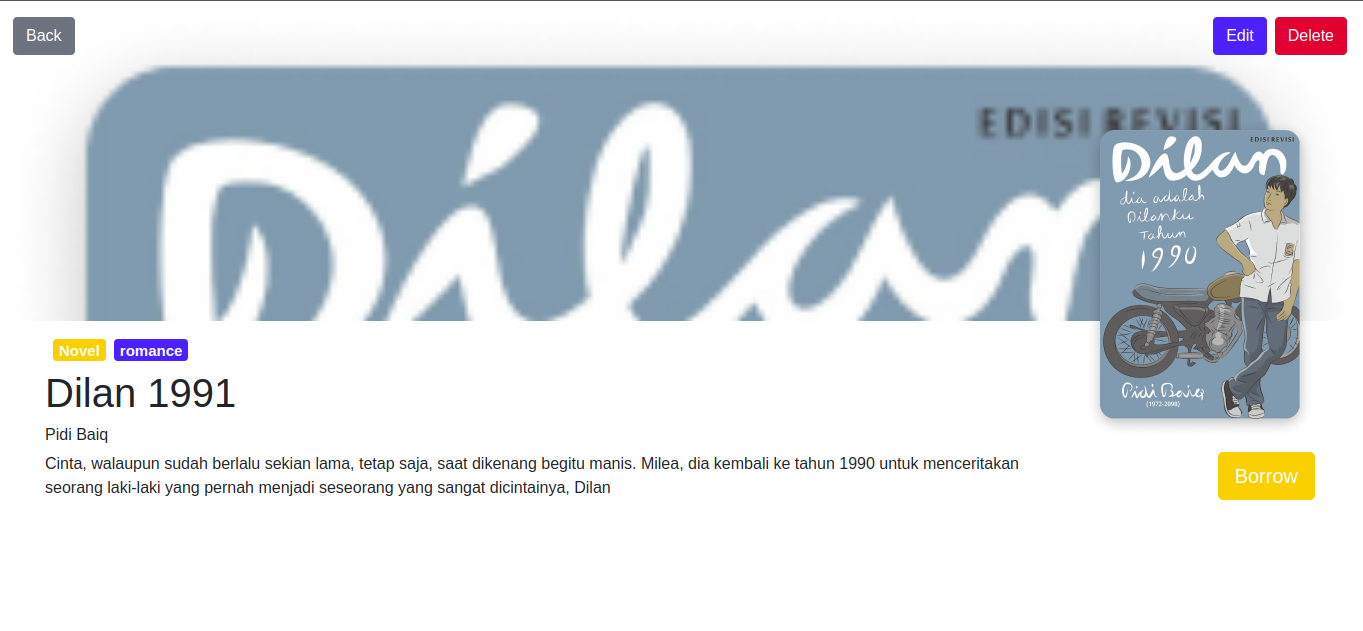 Back
Edit
Delete
Dilan
EDISI REVISI
EDISI REVISI
Dilan
dia adalah
Dilanku
Tahun
1990
Pidi Baiq
(1972-2098)
Novel
romance
Dilan 1991
Pidi Baiq
Cinta, walaupun sudah berlalu sekian lama, tetap saja, saat dikenang begitu manis. Milea, dia kembali ke tahun 1990 untuk menceritakan
seorang laki-laki yang pernah menjadi seseorang yang sangat dicintainya, Dilan
Borrow